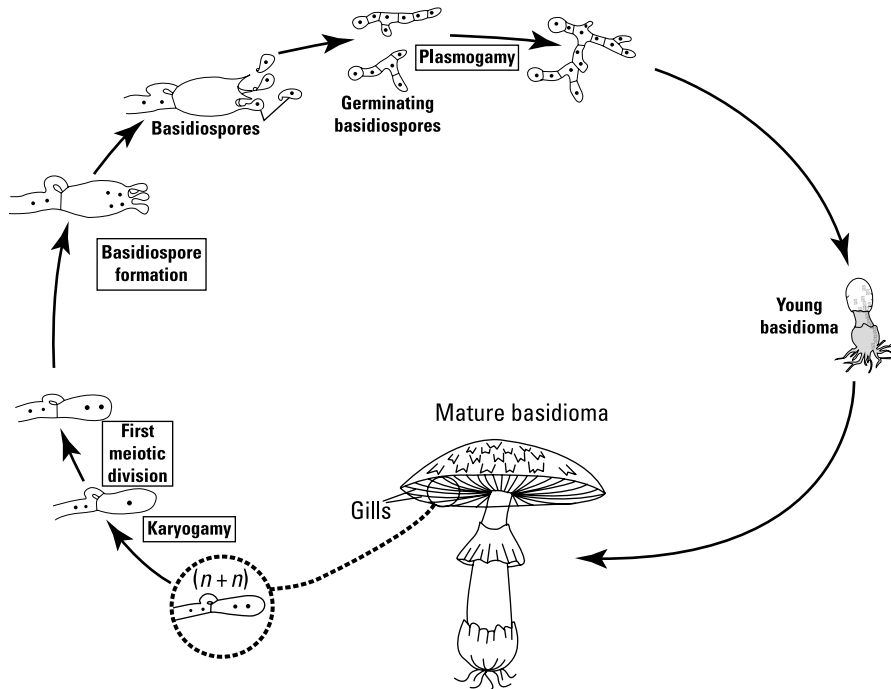 Plasmogamy
Germinating
basidiospores
Basidiospores
Basidiospore
formation
Young
basidioma
Mature basidioma
First
meiotic
division
Gills
Karyogamy
(n + n)